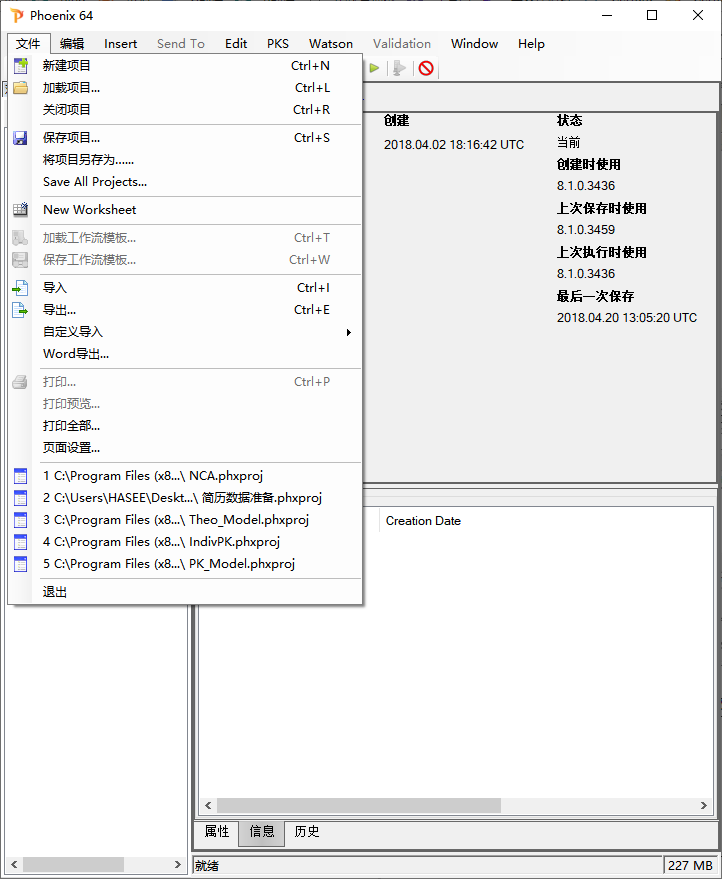 Phoenix 64
文件 编辑 Insert Send To Edit PKS Watson Validation Window Help
新建项目 Ctrl+N
加载项目... Ctrl+L
关闭项目 Ctrl+R
保存项目... Ctrl+S
将项目另存为......
Save All Projects...
New Worksheet
加载工作流模板... Ctrl+T
保存工作流模板... Ctrl+W
导入 Ctrl+I
导出... Ctrl+E
自定义导入
Word导出...
打印... Ctrl+P
打印预览...
打印全部...
页面设置...
1 C:\Program Files (x8...\ NCA.phxproj
2 C:\Users\HASEE\Deskt...\ 简历数据准备.phxproj
3 C:\Program Files (x8...\ Theo_Model.phxproj
4 C:\Program Files (x8...\ IndivPK.phxproj
5 C:\Program Files (x8...\ PK_Model.phxproj
退出
创建
2018.04.02 18:16:42 UTC
状态
当前
创建时使用
8.1.0.3436
上次保存时使用
8.1.0.3459
上次执行时使用
8.1.0.3436
最后一次保存
2018.04.20 13:05:20 UTC
Creation Date
属性 信息 历史
就绪 227 MB